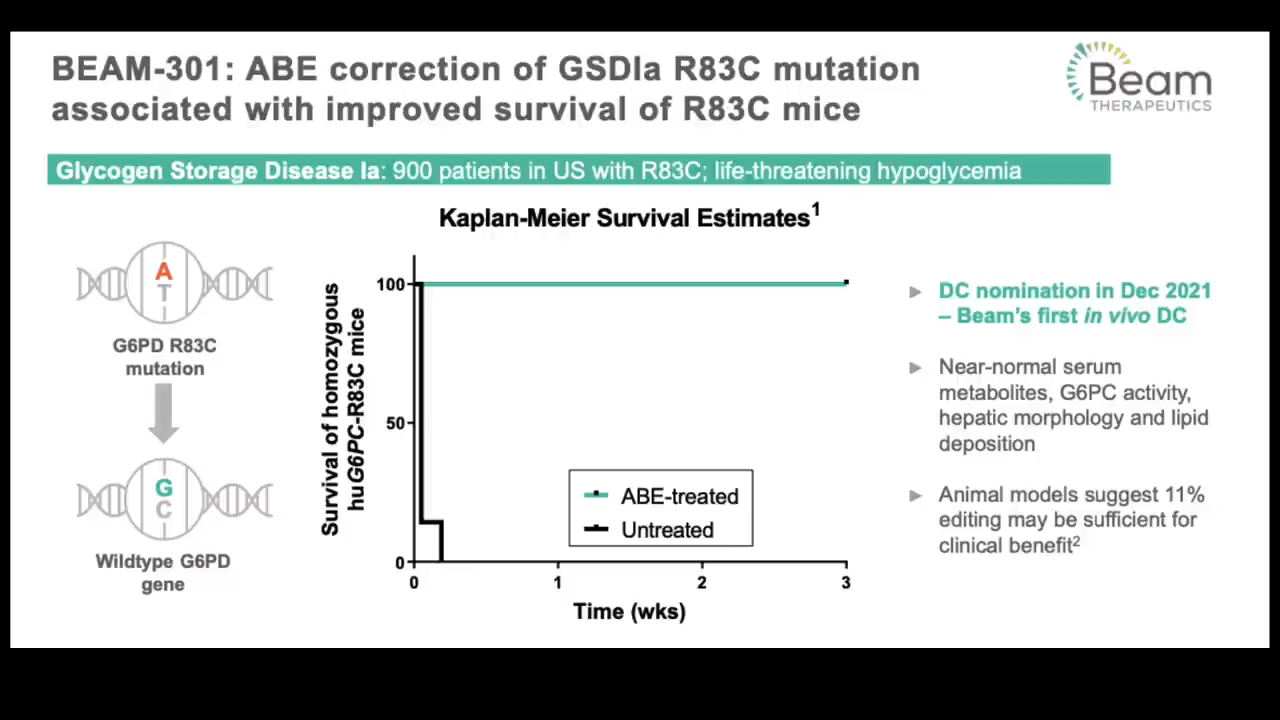 BEAM-301: ABE correction of GSDIa R83C mutation
associated with improved survival of R83C mice
Beam
THERAPEUTICS
Glycogen Storage Disease Ia: 900 patients in US with R83C; life-threatening hypoglycemia
A
T
G6PD R83C
mutation
G
C
Wildtype G6PD
gene
Kaplan-Meier Survival Estimates1
Survival of homozygous
huG6PC-R83C mice
100
50
0
ABE-treated
Untreated
0 1 2 3
Time (wks)
► DC nomination in Dec 2021
– Beam's first in vivo DC
► Near-normal serum
metabolites, G6PC activity,
hepatic morphology and lipid
deposition
► Animal models suggest 11%
editing may be sufficient for
clinical benefit2